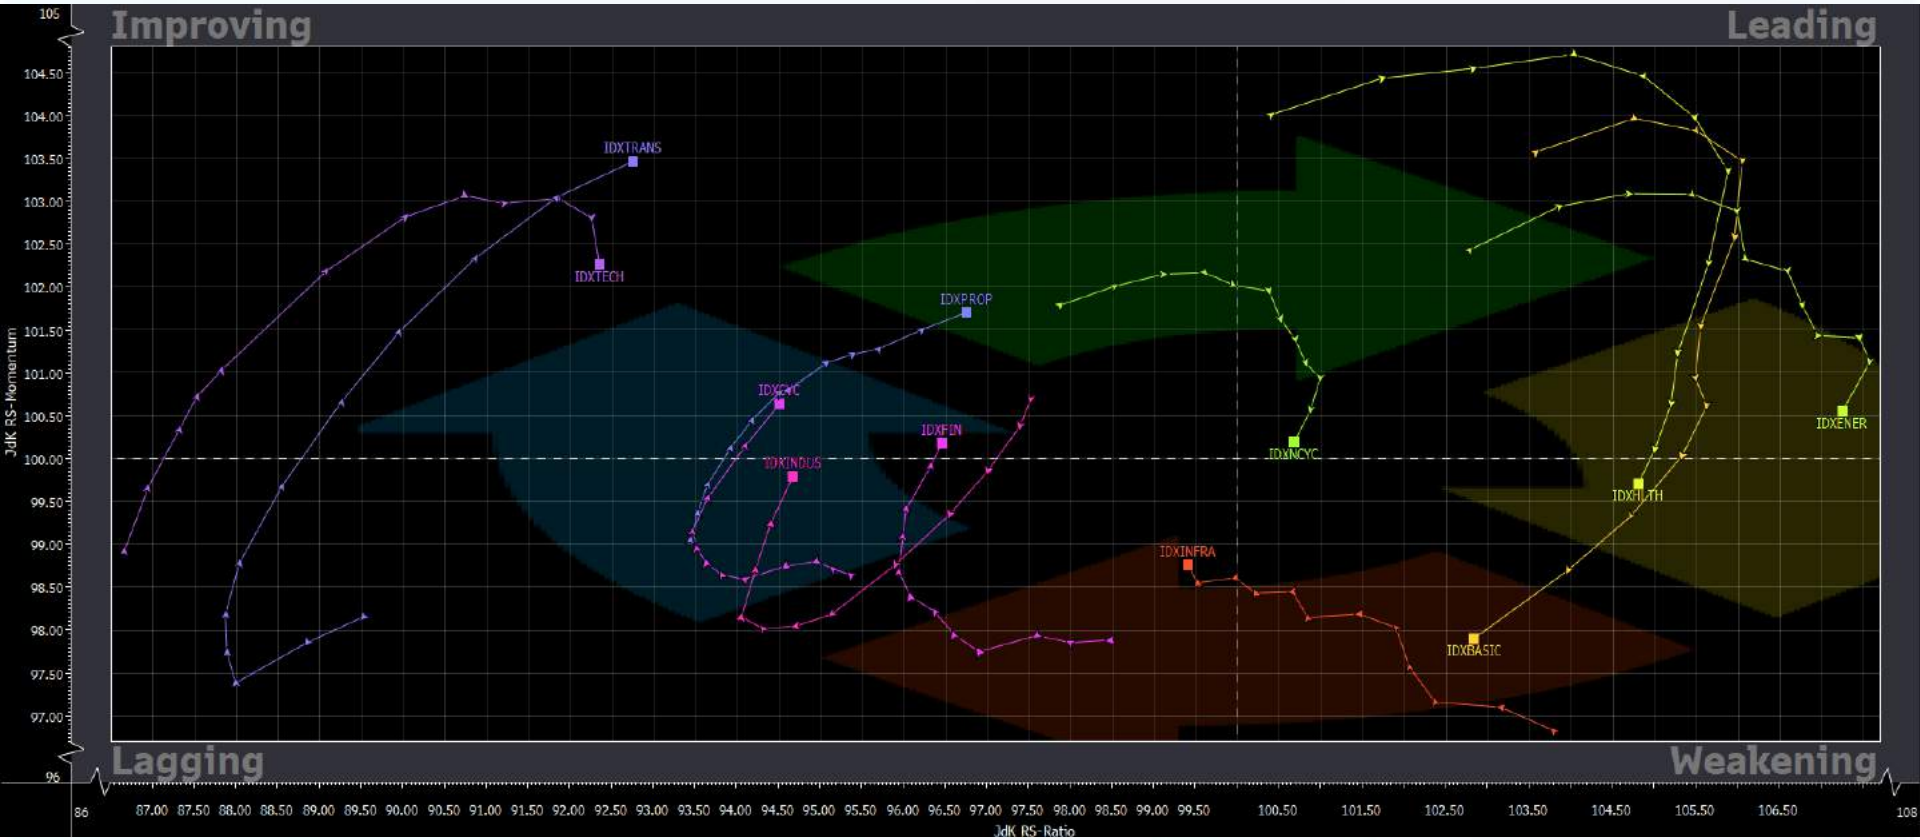 105
Improving
Leading
104.50
104.00
103.50
103.00
102.50
102.00
101.50
101.00
100.50
100.00
99.50
99.00
98.50
98.00
97.50
97.00
96
JdK RS-Momentum
IDXTRANS
IDXTECH
IDXPROP
IDXCYC
IDXFIN
IDXINDUS
IDXNCYC
IDXENER
IDXHLTH
IDXINFRA
IDXBASIC
Lagging
Weakening
86 87.00 87.50 88.00 88.50 89.00 89.50 90.00 90.50 91.00 91.50 92.00 92.50 93.00 93.50 94.00 94.50 95.00 95.50 96.00 96.50 97.00 97.50 98.00 98.50 99.00 99.50 100.50 101.50 102.50 103.50 104.50 105.50 106.50 108
JdK RS-Ratio